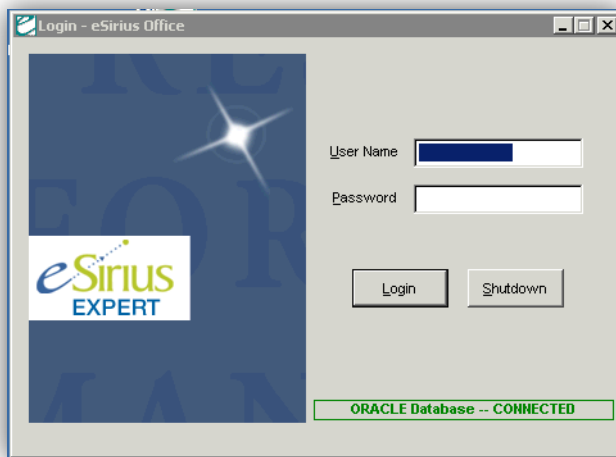 Login - eSirius Office
User Name
Password
eSirius
EXPERT
Login
Shutdown
ORACLE Database -- CONNECTED